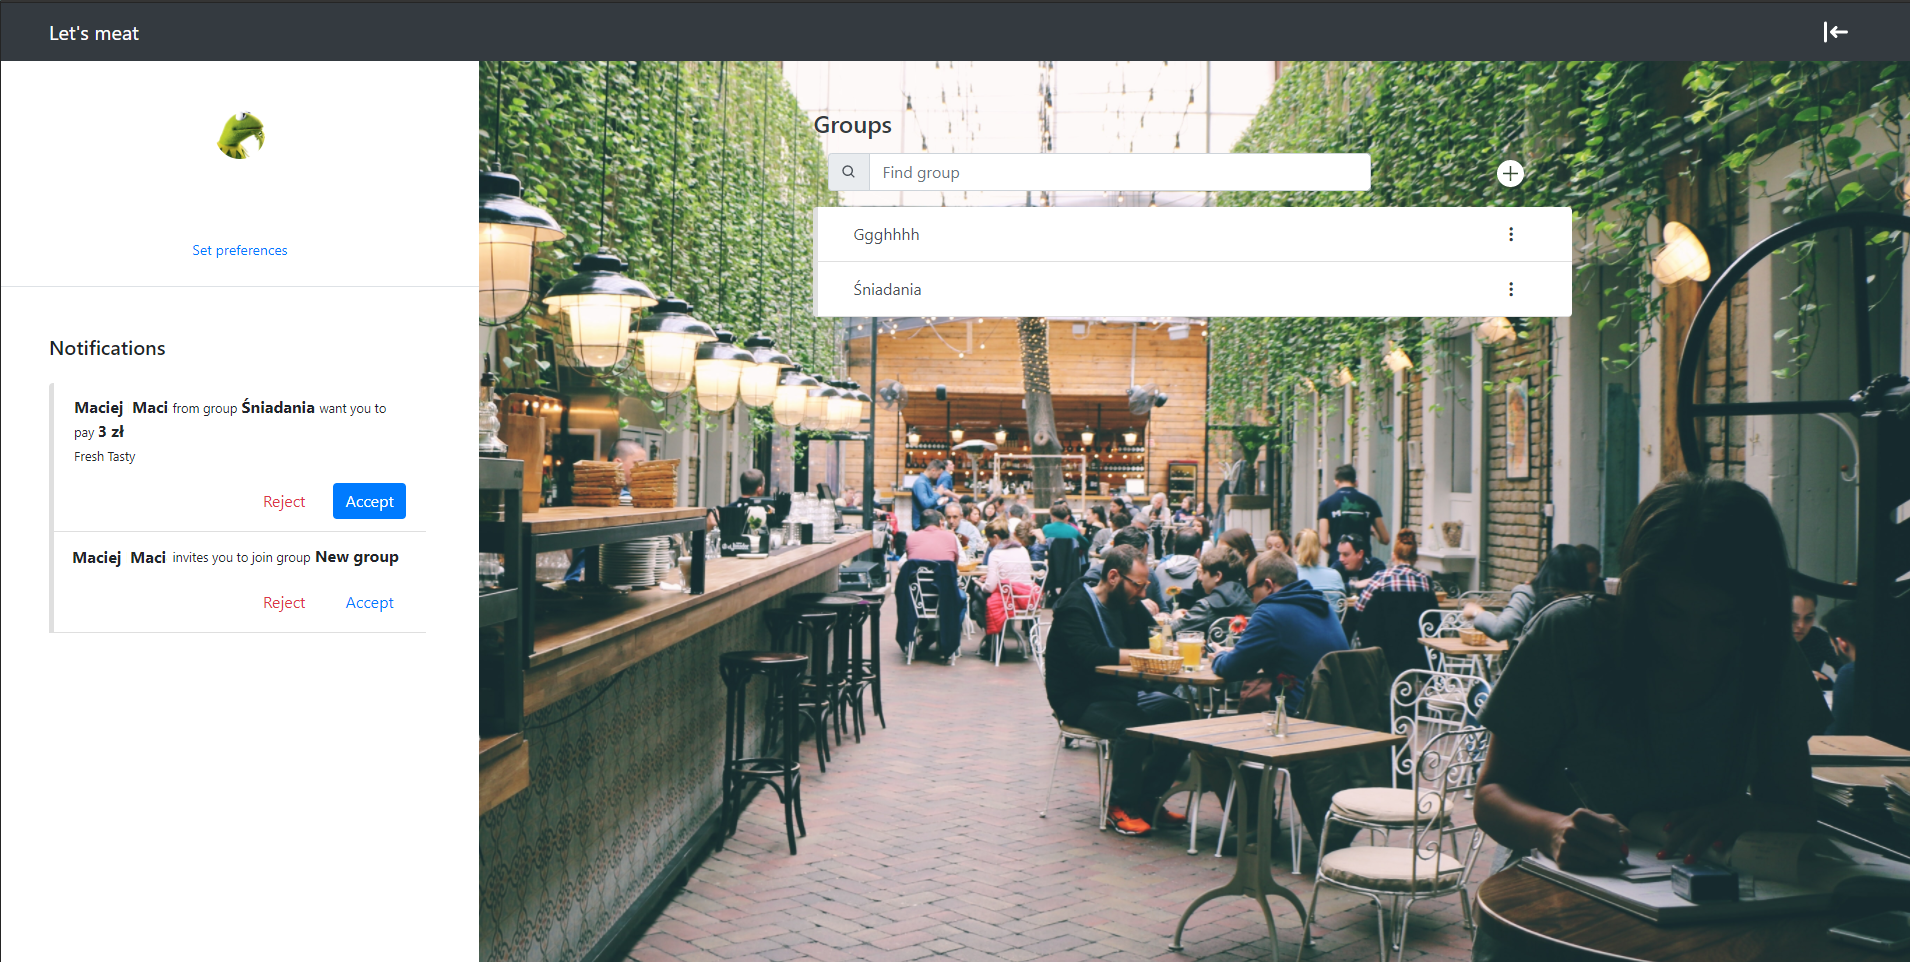 Let's meat
Set preferences
Notifications
Maciej Maci from group Śniadania want you to
pay 3 zł
Fresh Tasty
Reject Accept
Maciej Maci invites you to join group New group
Reject Accept
Groups
Find group
Ggghhhh
Śniadania